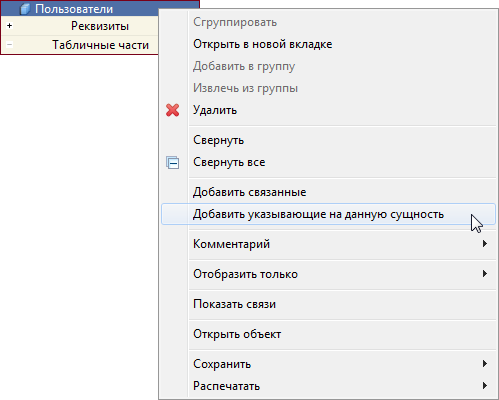 Пользователи
Реквизиты
Табличные части
Сгруппировать
Открыть в новой вкладке
Добавить в группу
Извлечь из группы
Удалить
Свернуть
Свернуть все
Добавить связанные
Добавить указывающие на данную сущность
Комментарий
Отобразить только
Показать связи
Открыть объект
Сохранить
Распечатать